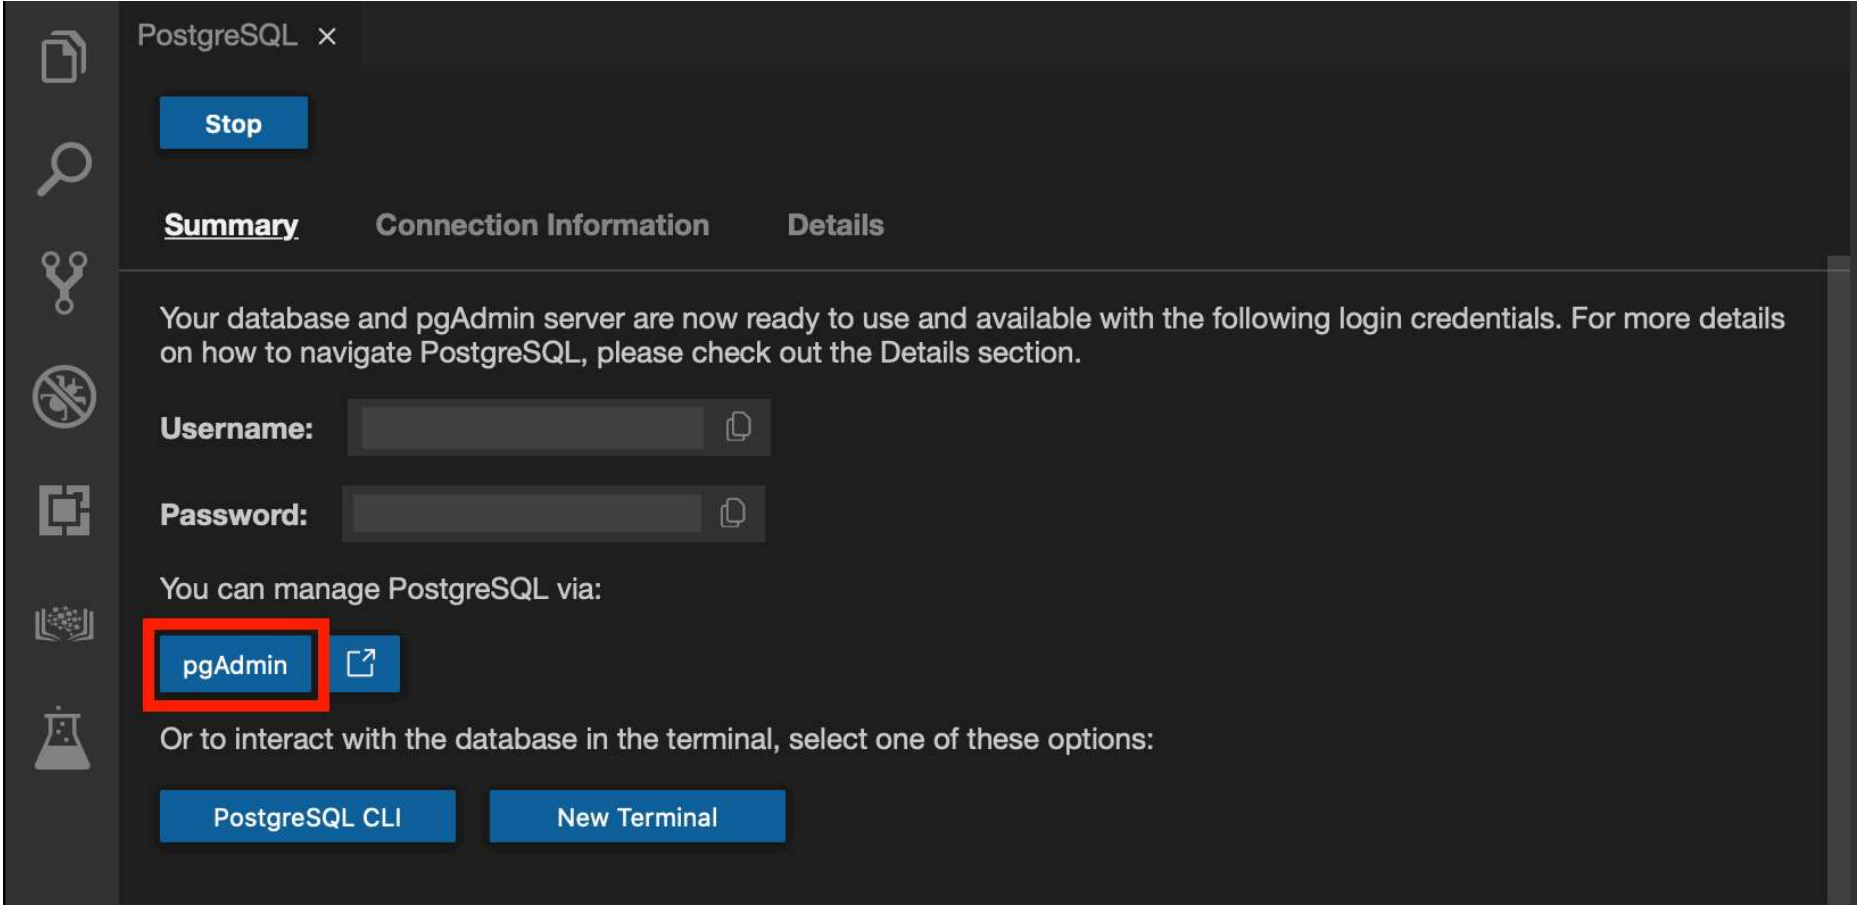 PostgreSQL
Stop
Summary Connection Information Details
Your database and pgAdmin server are now ready to use and available with the following login credentials. For more details
on how to navigate PostgreSQL, please check out the Details section.
Username:
Password:
You can manage PostgreSQL via:
pgAdmin
Or to interact with the database in the terminal, select one of these options:
PostgreSQL CLI New Terminal